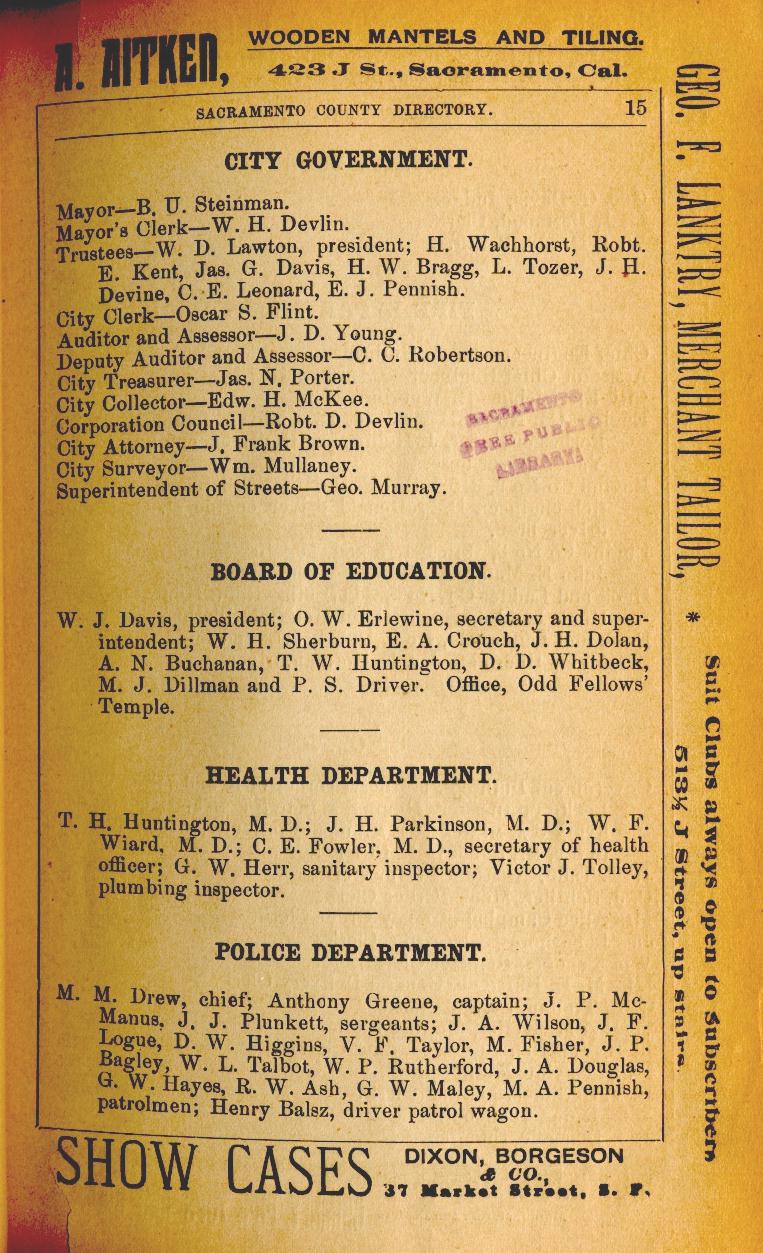 A. AITKEN,
WOODEN MANTELS AND TILING.
423 J St., Sacramento, Cal.
SACRAMENTO COUNTY DIRECTORY. 15
CITY GOVERNMENT.
Mayor—B. U. Steinman.
Mayor's Clerk—W. H. Devlin.
Trustees—W. D. Lawton, president; H. Wachhorst, Robt.
E. Kent, Jas. G. Davis, H. W. Bragg, L. Tozer, J. H.
Devine, C. E. Leonard, E. J. Pennish.
City Clerk—Oscar S. Flint.
Auditor and Assessor—J. D. Young.
Deputy Auditor and Assessor—C. C. Robertson.
City Treasurer—Jas. N. Porter.
City Collector—Edw. H. McKee.
Corporation Council—Robt. D. Devlin.
City Attorney—J. Frank Brown.
City Surveyor—Wm. Mullaney.
Superintendent of Streets—Geo. Murray.
SACRAMENTO
FREE PUBLIC
LIBRARY
BOARD OF EDUCATION.
W. J. Davis, president; O. W. Erlewine, secretary and super-
intendent; W. H. Sherburn, E. A. Crouch, J. H. Dolan,
A. N. Buchanan, T. W. Huntington, D. D. Whitbeck,
M. J. Dillman and P. S. Driver. Office, Odd Fellows'
Temple.
HEALTH DEPARTMENT.
T. H. Huntington, M. D.; J. H. Parkinson, M. D.; W. F.
Wiard, M. D.; C. E. Fowler, M. D., secretary of health
officer; G. W. Herr, sanitary inspector; Victor J. Tolley,
plumbing inspector.
POLICE DEPARTMENT.
M. M. Drew, chief; Anthony Greene, captain; J. P. Mc-
Manus, J. J. Plunkett, sergeants; J. A. Wilson, J. F.
Logue, D. W. Higgins, V. F. Taylor, M. Fisher, J. P.
Bagley, W. L. Talbot, W. P. Rutherford, J. A. Douglas,
G. W. Hayes, R. W. Ash, G. W. Maley, M. A. Pennish,
patrolmen; Henry Balsz, driver patrol wagon.
SHOW CASES
DIXON, BORGESON
& CO.,
37 Market Street, S. F.
GEO. F. LANKTRY, MERCHANT TAILOR, *
Suit Clubs always open to Subscribers
513½ J Street, up stairs.